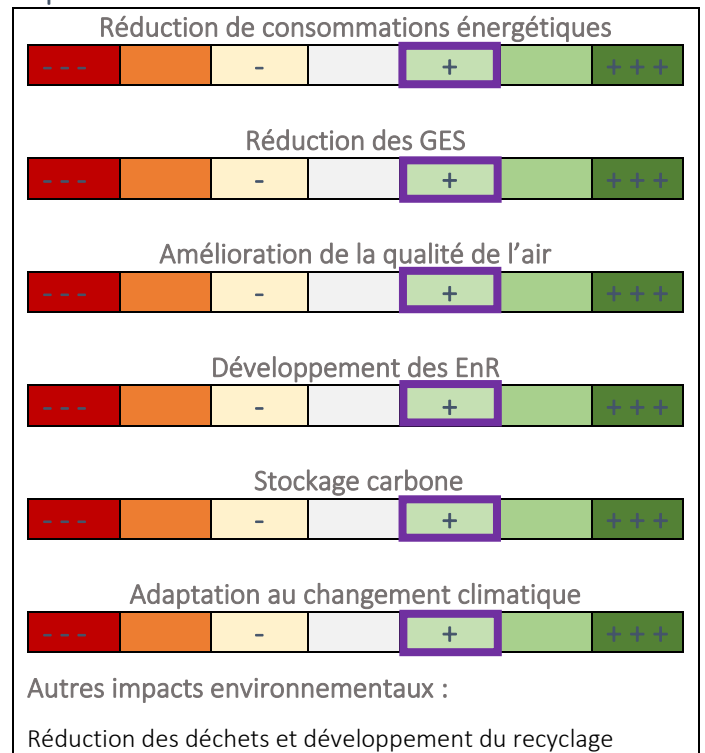 Réduction de consommations énergétiques
- - - - + + + +
Réduction des GES
- - - - + + + +
Amélioration de la qualité de l’air
- - - - + + + +
Développement des EnR
- - - - + + + +
Stockage carbone
- - - - + + + +
Adaptation au changement climatique
- - - - + + + +
Autres impacts environnementaux :
Réduction des déchets et développement du recyclage